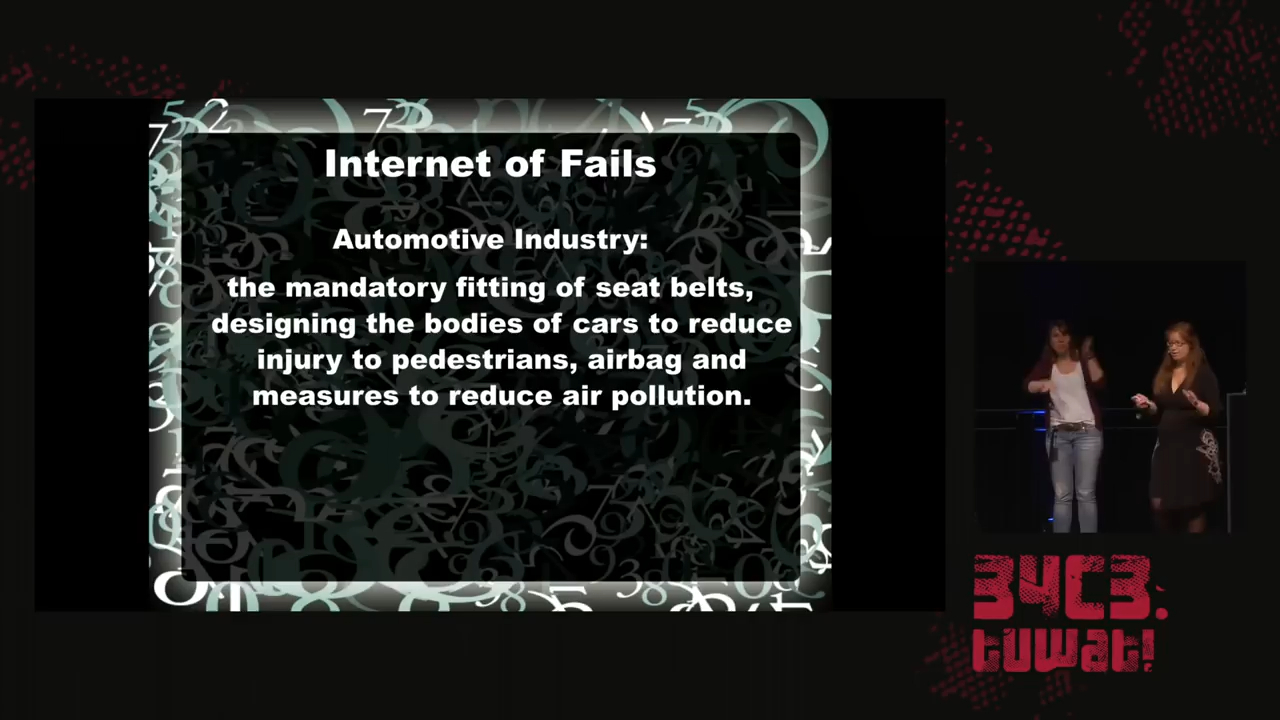 Internet of Fails
Automotive Industry:
the mandatory fitting of seat belts,
designing the bodies of cars to reduce
injury to pedestrians, airbag and
measures to reduce air pollution.
34C3.
tuwat!